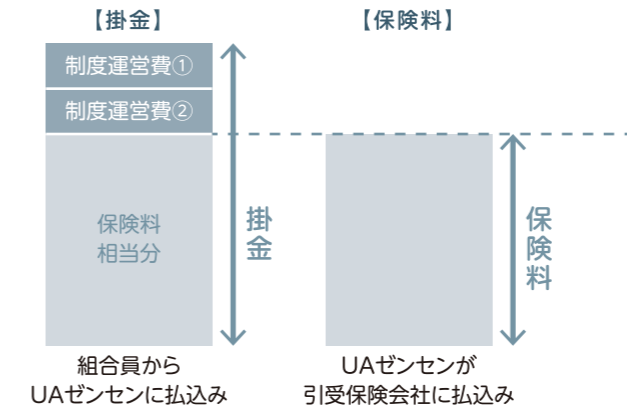 【掛金】
【保険料】
制度運営費①
制度運営費②
保険料
相当分
掛金
保険料
組合員から
UAゼンセンに払込み
UAゼンセンが
引受保険会社に払込み